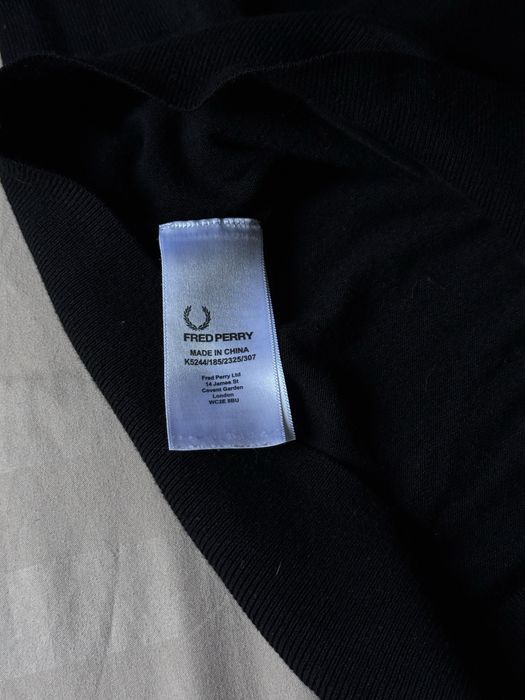 FRED PERRY
MADE IN CHINA
K5244/185/2325/307
Fred Perry Ltd
14 James St
Covent Garden
London
WC2E 8BU